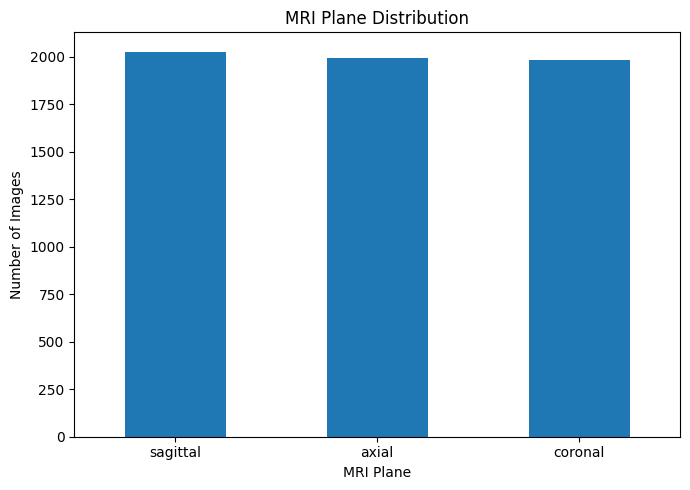 MRI Plane Distribution
Number of Images
2000
1750
1500
1250
1000
750
500
250
0
sagittal
axial
coronal
MRI Plane